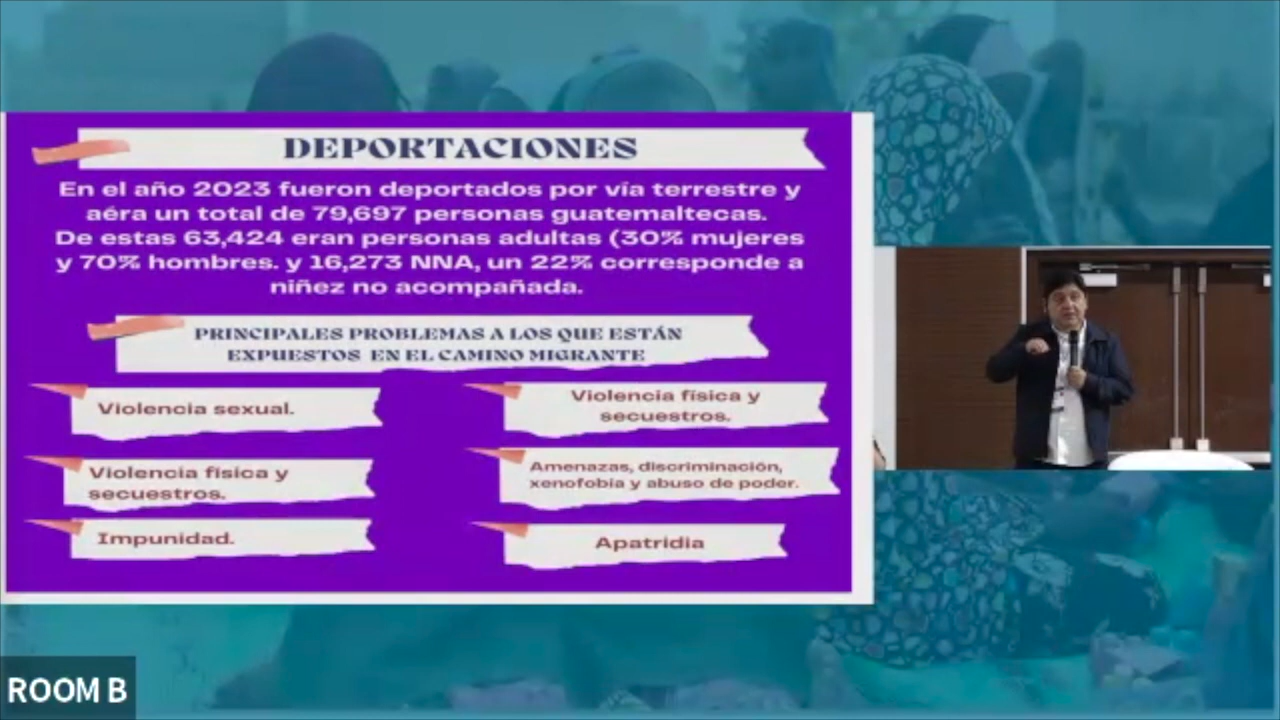 DEPORTACIONES
En el año 2023 fueron deportados por vía terrestre y
aéra un total de 79,697 personas guatemaltecas.
De estas 63,424 eran personas adultas (30% mujeres
y 70% hombres. y 16,273 NNA, un 22% corresponde a
niñez no acompañada.
PRINCIPALES PROBLEMAS A LOS QUE ESTÁN
EXPUESTOS EN EL CAMINO MIGRANTE
Violencia sexual.
Violencia física y
secuestros.
Violencia física y
secuestros.
Amenazas, discriminación,
xenofobia y abuso de poder.
Impunidad.
Apatridia
ROOM B